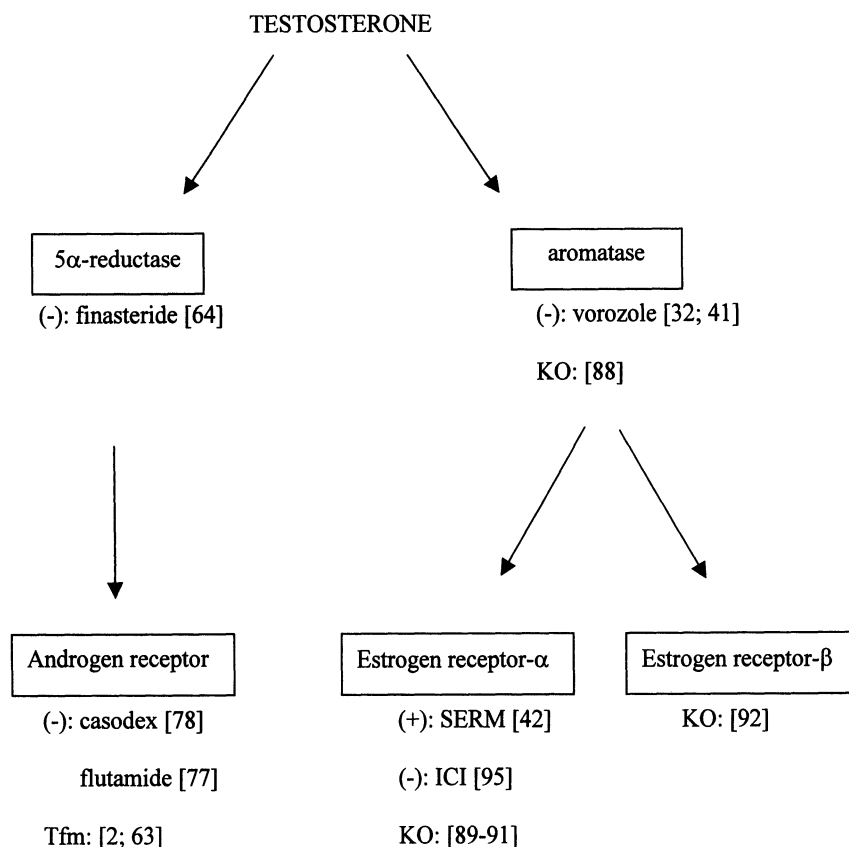 TESTOSTERONE
5α-reductase
(-): finasteride [64]
aromatase
(-): vorozole [32; 41]
KO: [88]
Androgen receptor
(-): casodex [78]
flutamide [77]
Tfm: [2; 63]
Estrogen receptor-α
(+): SERM [42]
(-): ICI [95]
KO: [89-91]
Estrogen receptor-β
KO: [92]